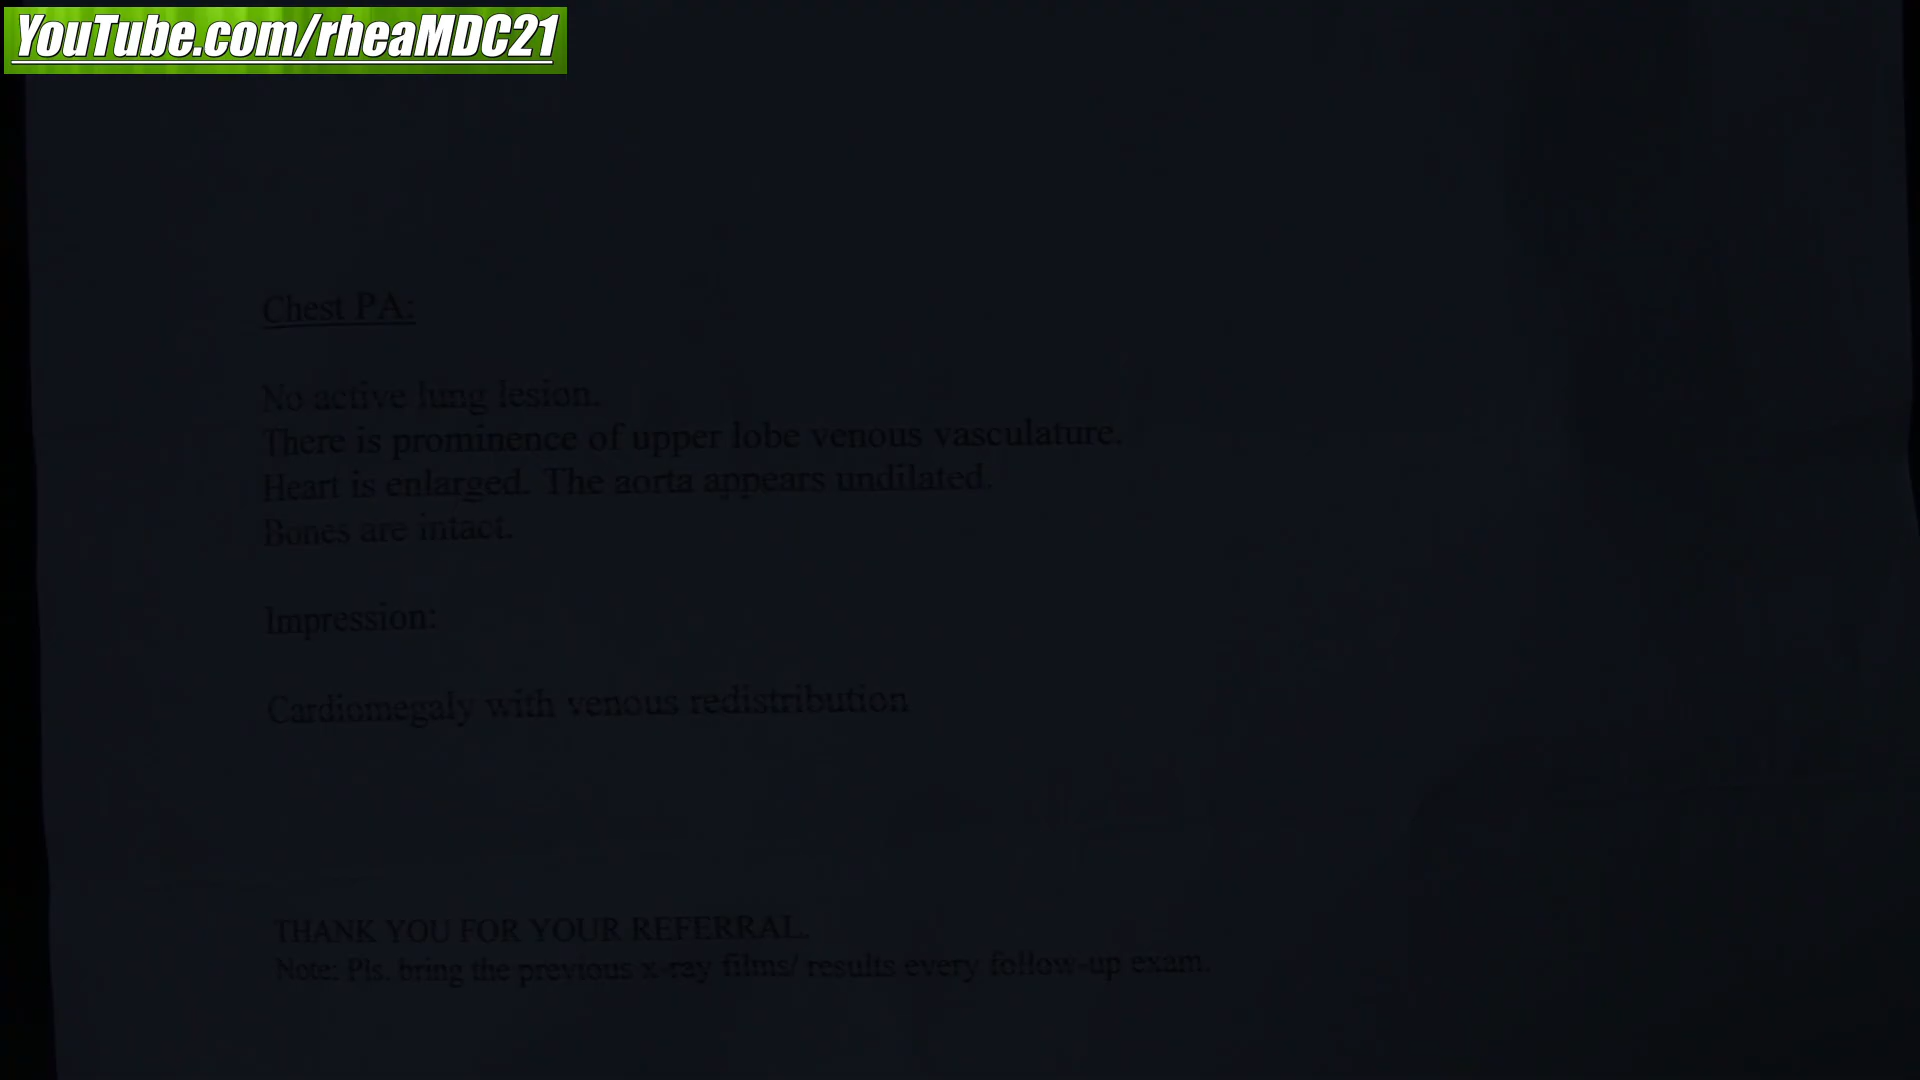 YouTube.com/rheaMDC21
Chest PA:
No active lung lesion.
There is prominence of upper lobe venous vasculature.
Heart is enlarged. The aorta appears undilated.
Bones are intact.
Impression:
Cardiomegaly with venous redistribution
THANK YOU FOR YOUR REFERRAL.
Note: Pls. bring the previous x-ray films/ results every follow-up exam.